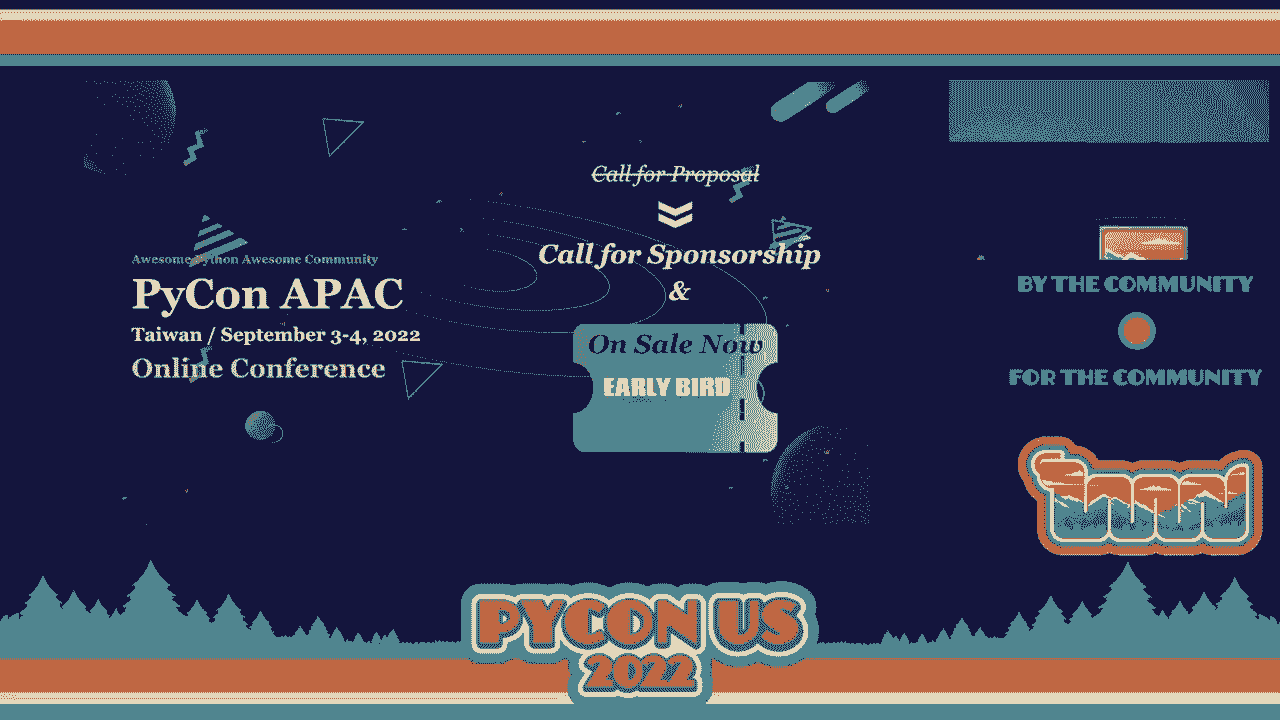 Awesome Python Awesome Community
PyCon APAC
Taiwan / September 3-4, 2022
Online Conference
Call for Proposal
Call for Sponsorship
&
On Sale Now
EARLY BIRD
BY THE COMMUNITY
FOR THE COMMUNITY
PYCON US
2022